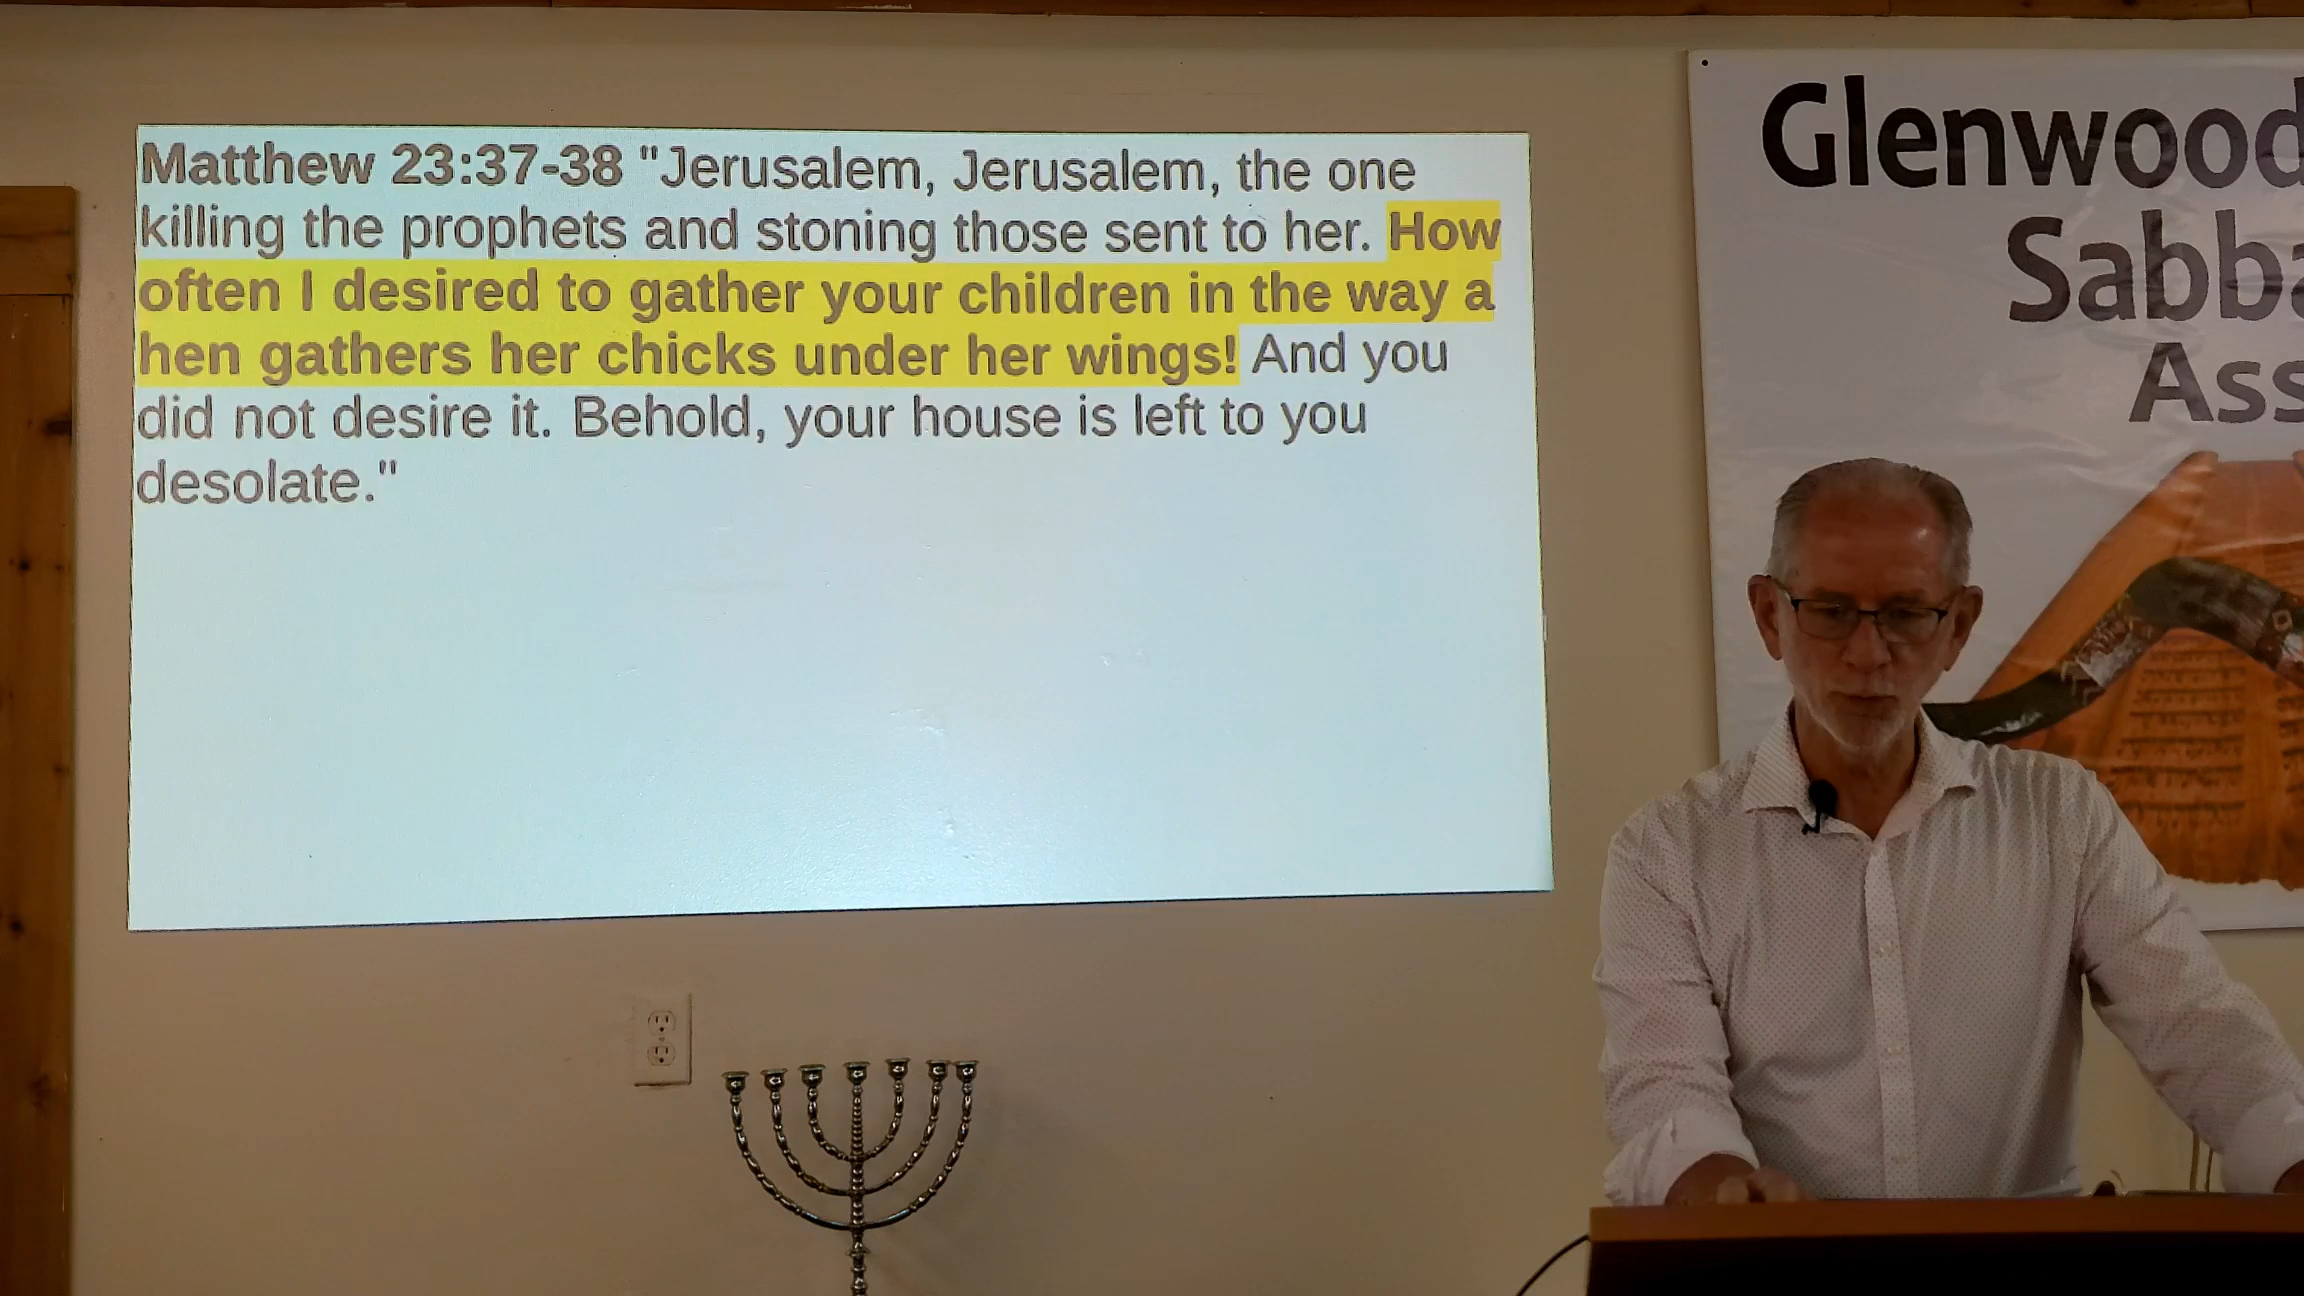 Matthew 23:37-38 "Jerusalem, Jerusalem, the one
killing the prophets and stoning those sent to her. How
often I desired to gather your children in the way a
hen gathers her chicks under her wings! And you
did not desire it. Behold, your house is left to you
desolate."
Glenwood
Sabba
Ass